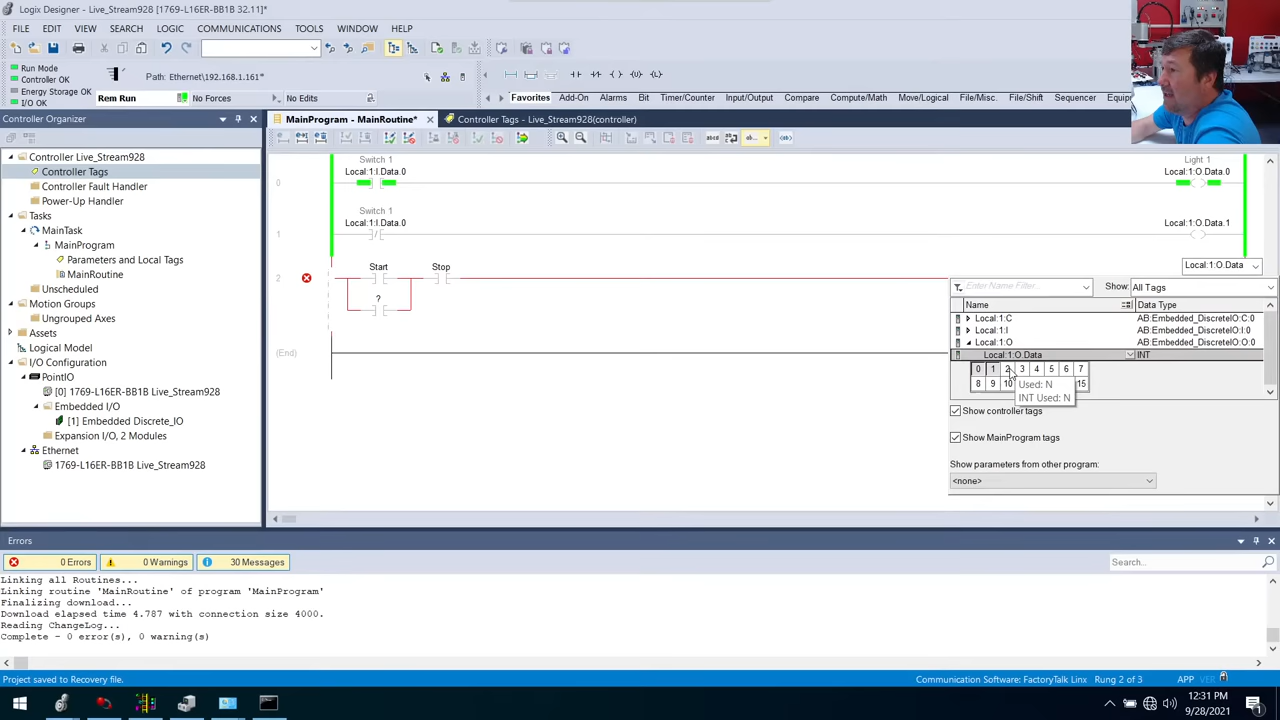 Logix Designer - Live_Stream928 [1769-L16ER-BB1B 32.11]*
FILE EDIT VIEW SEARCH LOGIC COMMUNICATIONS TOOLS WINDOW HELP
Run Mode
Controller OK
Energy Storage OK
I/O OK
Path: Ethernet\192.168.1.161*
Rem Run
No Forces
No Edits
Favorites Add-On Alarms Bit Timer/Counter Input/Output Compare Compute/Math Move/Logical File/Misc. File/Shift Sequencer Equip
Controller Organizer
MainProgram - MainRoutine*
Controller Tags - Live_Stream928(controller)
Controller Live_Stream928
Controller Tags
Controller Fault Handler
Power-Up Handler
Tasks
MainTask
MainProgram
Parameters and Local Tags
MainRoutine
Unscheduled
Motion Groups
Ungrouped Axes
Assets
Logical Model
I/O Configuration
PointIO
[0] 1769-L16ER-BB1B Live_Stream928
Embedded I/O
[1] Embedded Discrete_IO
Expansion I/O, 2 Modules
Ethernet
1769-L16ER-BB1B Live_Stream928
Switch 1
Local:1:I.Data.0
Light 1
Local:1:O.Data.0
0
Switch 1
Local:1:I.Data.0
Local:1:O.Data.1
1
Start
Stop
Local:1:O.Data
2
?
(End)
Enter Name Filter...
Show: All Tags
Name Data Type
Local:1:C AB:Embedded_DiscreteIO:C:0
Local:1:I AB:Embedded_DiscreteIO:I:0
Local:1:O AB:Embedded_DiscreteIO:O:0
Local:1:O.Data INT
0 1 2 3 4 5 6 7
8 9 10 15
Used: N
INT Used: N
Show controller tags
Show MainProgram tags
Show parameters from other program:
<none>
Errors
0 Errors
0 Warnings
30 Messages
Search...
Linking all Routines...
Linking routine 'MainRoutine' of program 'MainProgram'
Finalizing download...
Download elapsed time 4.787 with connection size 4000.
Reading ChangeLog...
Complete - 0 error(s), 0 warning(s)
Project saved to Recovery file.
Communication Software: FactoryTalk Linx
Rung 2 of 3
APP VER
12:31 PM
9/28/2021
1